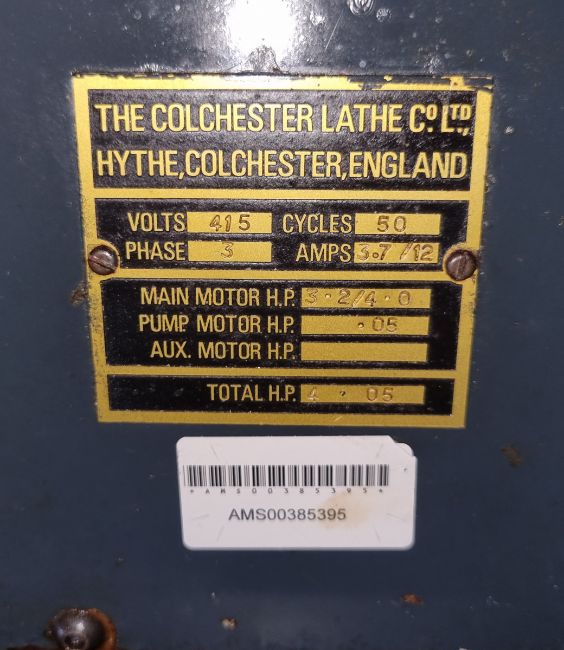 THE COLCHESTER LATHE Cº LTD,
HYTHE, COLCHESTER, ENGLAND
VOLTS 415 CYCLES 50
PHASE 3 AMPS 3.7/12
MAIN MOTOR H.P. 3·2/4·0
PUMP MOTOR H.P. ·05
AUX. MOTOR H.P.
TOTAL H.P. 4·05
*AMS00385395*
AMS00385395